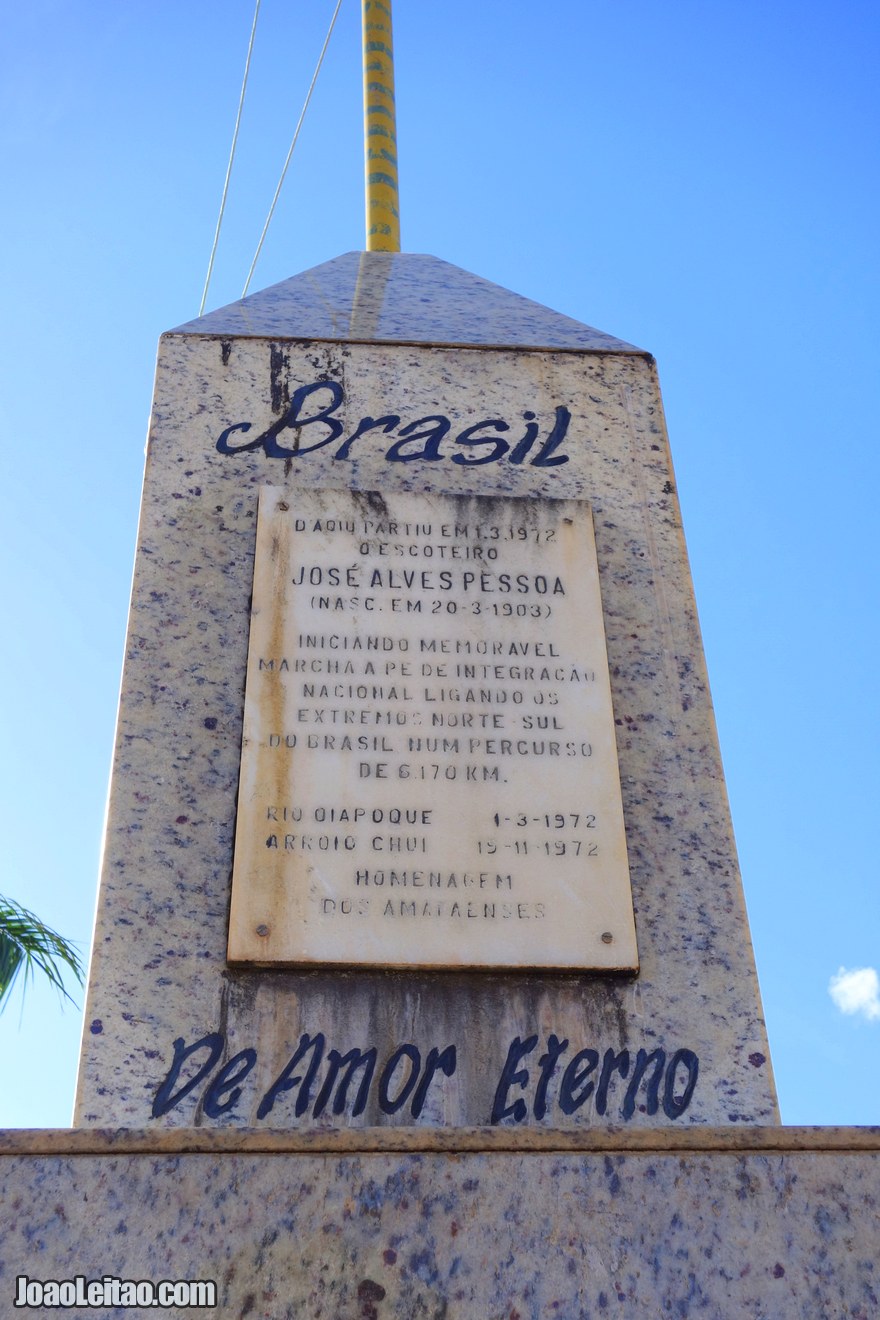 Brasil
D'AQIU PARTIU EM 1.3.1972
O ESCOTEIRO
JOSÉ ALVES PESSOA
(NASC. EM 20-3-1903)
INICIANDO MEMORAVEL
MARCHA A PE DE INTEGRACÃO
NACIONAL LIGANDO OS
EXTREMOS NORTE-SUL
DO BRASIL NUM PERCURSO
DE 6.170 KM.
RIO OIAPOQUE 1-3-1972
ARROIO CHUI 19-11-1972
HOMENAGEM
DOS AMAPAENSES
De Amor Eterno
JoaoLeitao.com